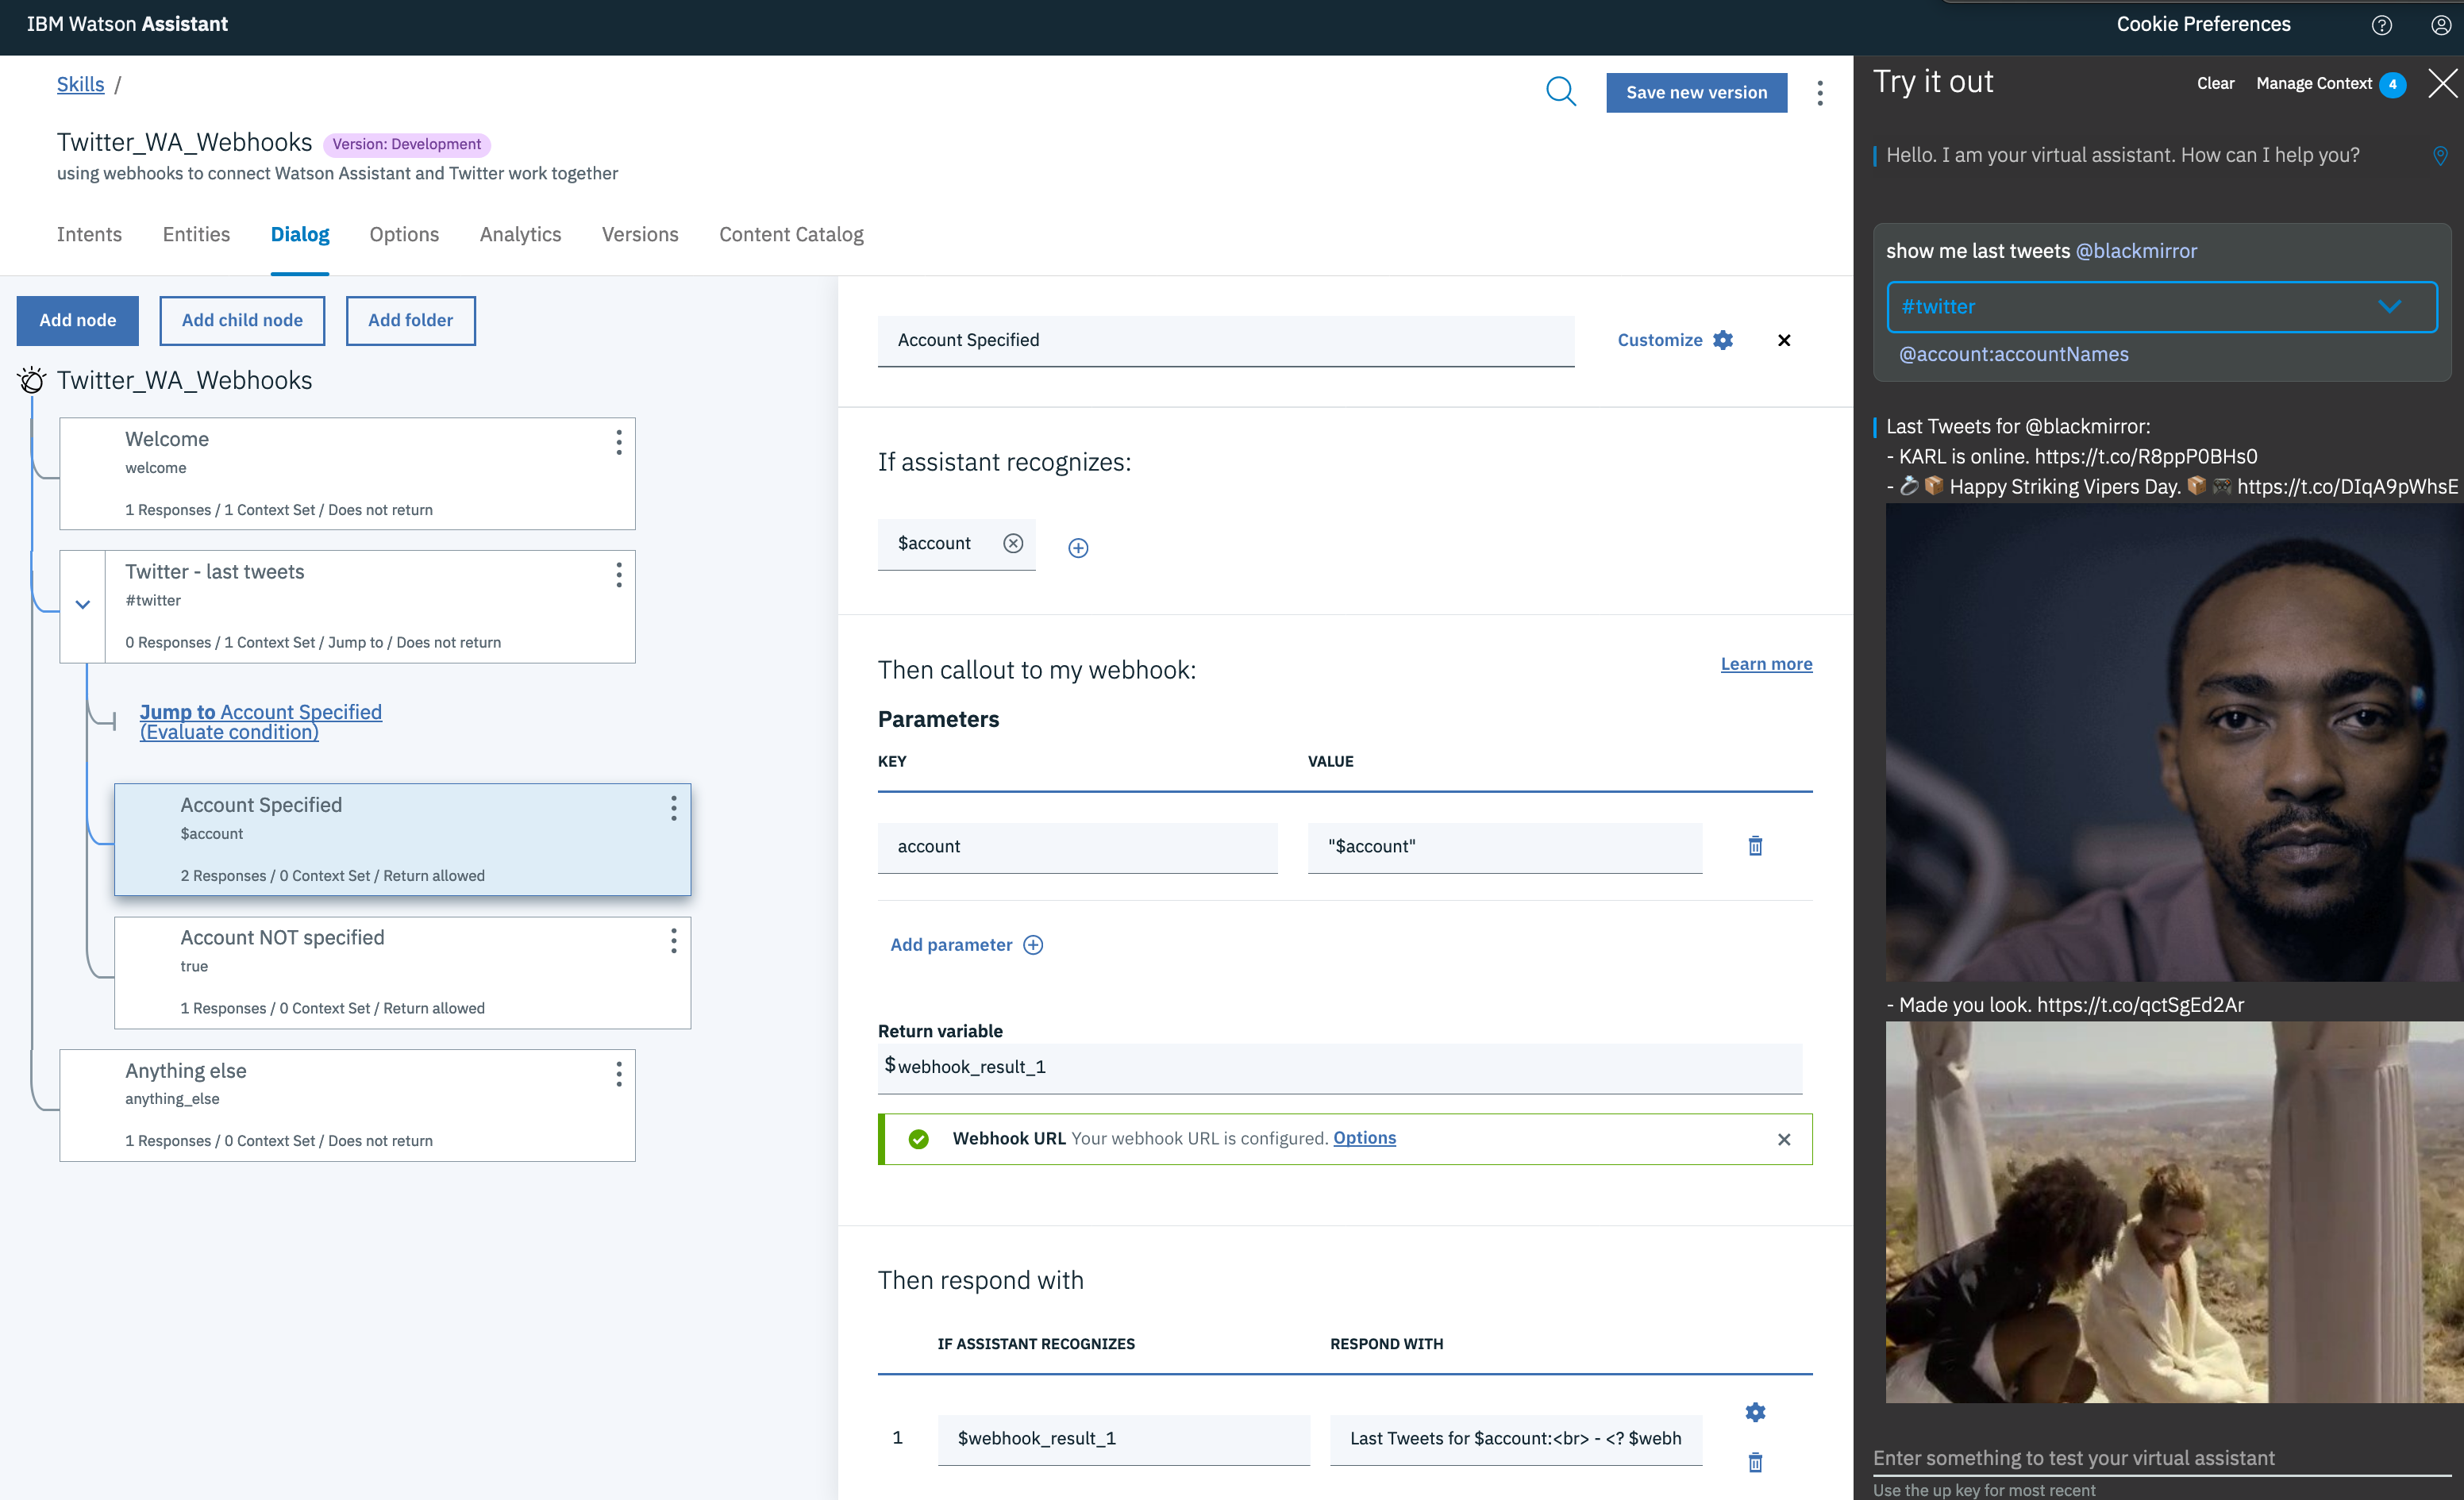 IBM Watson Assistant
Cookie Preferences
Skills /
Save new version
Twitter_WA_Webhooks Version: Development
using webhooks to connect Watson Assistant and Twitter work together
Intents Entities Dialog Options Analytics Versions Content Catalog
Add node Add child node Add folder
Twitter_WA_Webhooks
Welcome
welcome
1 Responses / 1 Context Set / Does not return
Twitter - last tweets
#twitter
0 Responses / 1 Context Set / Jump to / Does not return
Jump to Account Specified
(Evaluate condition)
Account Specified
$account
2 Responses / 0 Context Set / Return allowed
Account NOT specified
true
1 Responses / 0 Context Set / Return allowed
Anything else
anything_else
1 Responses / 0 Context Set / Does not return
Account Specified
Customize
If assistant recognizes:
$account
Then callout to my webhook:
Learn more
Parameters
KEY VALUE
account "$account"
Add parameter
Return variable
$ webhook_result_1
Webhook URL Your webhook URL is configured. Options
Then respond with
IF ASSISTANT RECOGNIZES RESPOND WITH
1 $webhook_result_1 Last Tweets for $account:<br> - <? $webh
Try it out
Clear Manage Context 4
Hello. I am your virtual assistant. How can I help you?
show me last tweets @blackmirror
#twitter
@account:accountNames
Last Tweets for @blackmirror:
- KARL is online. https://t.co/R8ppP0BHs0
- 💍📦 Happy Striking Vipers Day. 📦🎮 https://t.co/DIqA9pWhsE
- Made you look. https://t.co/qctSgEd2Ar
Enter something to test your virtual assistant
Use the up key for most recent